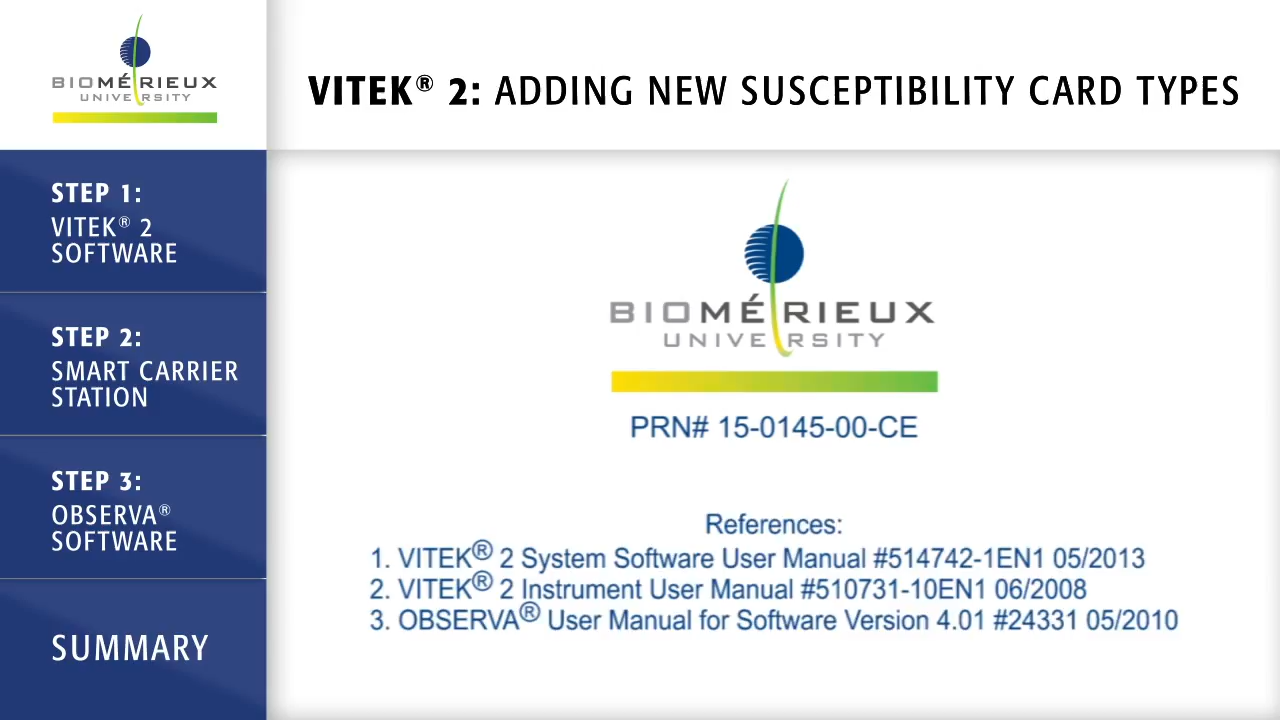 BIOMÉRIEUX
UNIVERSITY
VITEK® 2: ADDING NEW SUSCEPTIBILITY CARD TYPES
STEP 1:
VITEK® 2
SOFTWARE
STEP 2:
SMART CARRIER
STATION
STEP 3:
OBSERVA®
SOFTWARE
SUMMARY
BIOMÉRIEUX
UNIVERSITY
PRN# 15-0145-00-CE
References:
1. VITEK® 2 System Software User Manual #514742-1EN1 05/2013
2. VITEK® 2 Instrument User Manual #510731-10EN1 06/2008
3. OBSERVA® User Manual for Software Version 4.01 #24331 05/2010